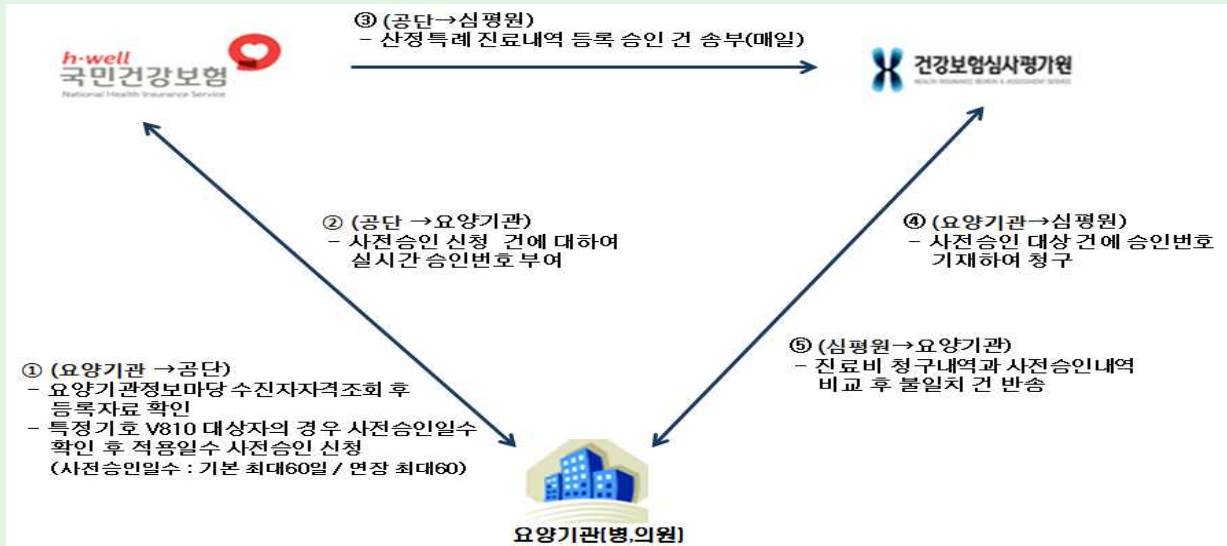 ③ (공단→심평원)
- 산정특례 진료내역 등록 승인 건 송부(매일)
h·well
국민건강보험
National Health Insurance Service
건강보험심사평가원
HEALTH INSURANCE REVIEW & ASSESSMENT SERVICE
② (공단 →요양기관)
- 사전승인 신청 건에 대하여
실시간 승인번호 부여
④ (요양기관→심평원)
- 사전승인 대상 건에 승인번호
기재하여 청구
① (요양기관 →공단)
- 요양기관정보마당 수진자자격조회 후
등록자료 확인
- 특정기호 V810 대상자의 경우 사전승인일수
확인 후 적용일수 사전승인 신청
(사전승인일수 : 기본 최대60일 / 연장 최대60)
⑤ (심평원→요양기관)
- 진료비 청구내역과 사전승인내역
비교 후 불일치 건 반송
요양기관[병,의원]